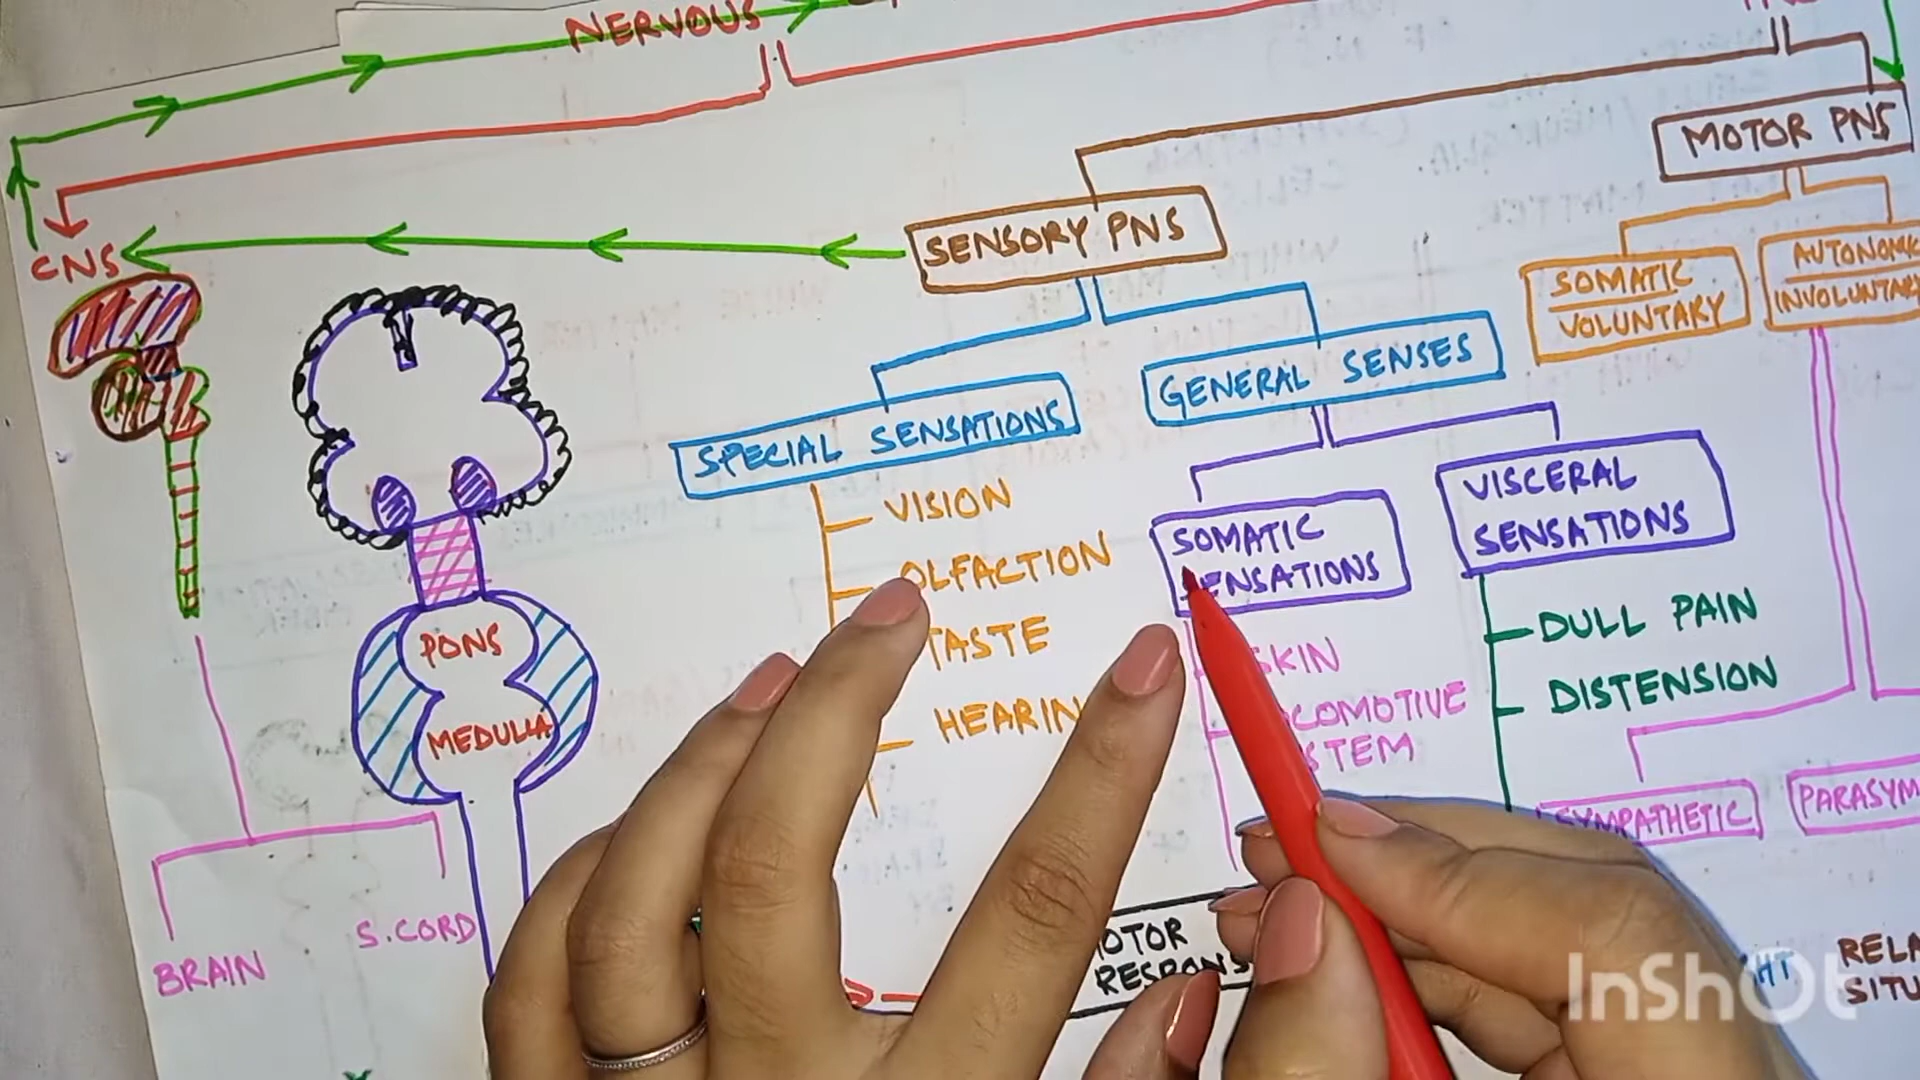 NERVOUS
MOTOR PNS
CNS
SENSORY PNS
SOMATIC
VOLUNTARY
AUTONOMIC
INVOLUNTARY
SPECIAL SENSATIONS
GENERAL SENSES
VISION
OLFACTION
TASTE
HEARIN
SOMATIC
SENSATIONS
VISCERAL
SENSATIONS
SKIN
LOCOMOTIVE
STEM
DULL PAIN
DISTENSION
PONS
MEDULLA
SYMPATHETIC
PARASYM
BRAIN
S.CORD
MOTOR
RESPONS
HT
RELA
SITU
InShOt